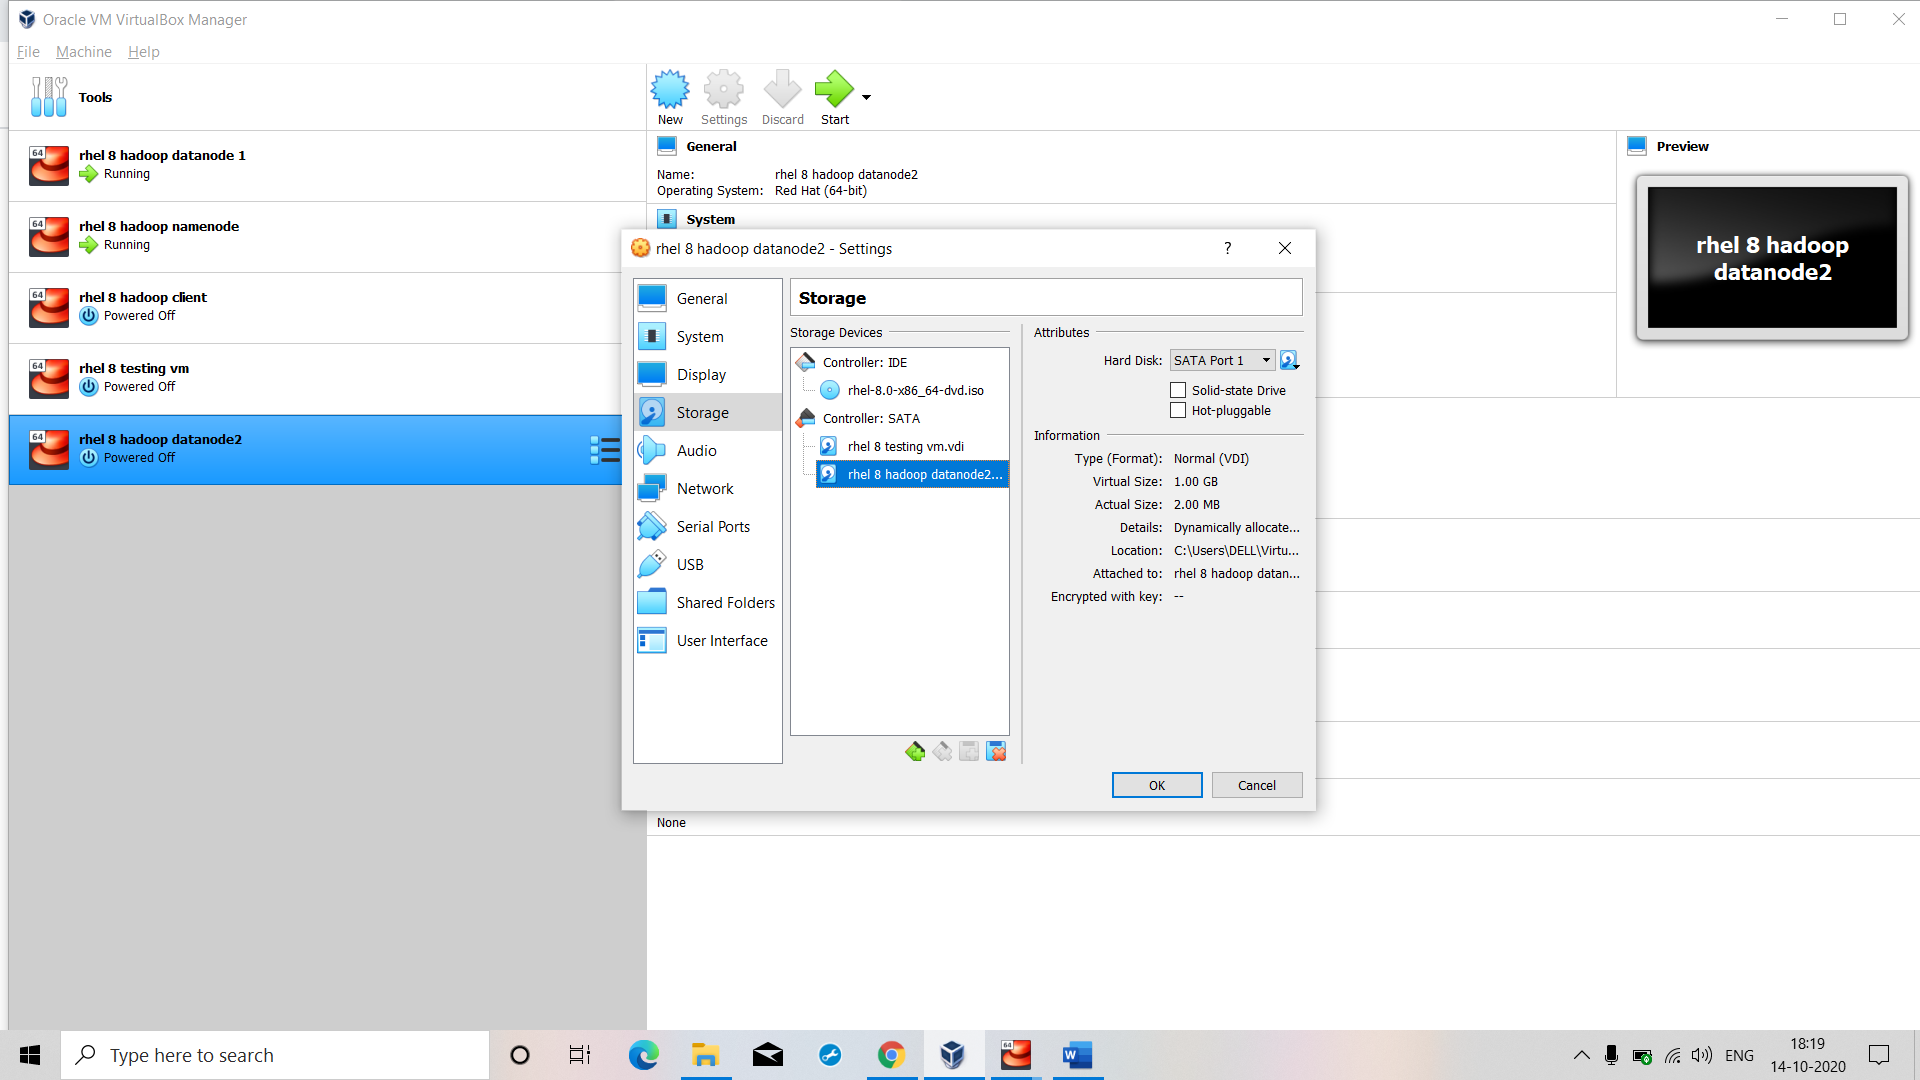 Oracle VM VirtualBox Manager
File Machine Help
Tools
New Settings Discard Start
64 rhel 8 hadoop datanode 1
Running
64 rhel 8 hadoop namenode
Running
64 rhel 8 hadoop client
Powered Off
64 rhel 8 testing vm
Powered Off
64 rhel 8 hadoop datanode2
Powered Off
General
Name: rhel 8 hadoop datanode2
Operating System: Red Hat (64-bit)
System
Preview
rhel 8 hadoop
datanode2
rhel 8 hadoop datanode2 - Settings ?
General
System
Display
Storage
Audio
Network
Serial Ports
USB
Shared Folders
User Interface
Storage
Storage Devices
Controller: IDE
rhel-8.0-x86_64-dvd.iso
Controller: SATA
rhel 8 testing vm.vdi
rhel 8 hadoop datanode2...
Attributes
Hard Disk: SATA Port 1
Solid-state Drive
Hot-pluggable
Information
Type (Format): Normal (VDI)
Virtual Size: 1.00 GB
Actual Size: 2.00 MB
Details: Dynamically allocate...
Location: C:\Users\DELL\Virtu...
Attached to: rhel 8 hadoop datan...
Encrypted with key: --
OK Cancel
None
Type here to search
64
W
ENG
18:19
14-10-2020